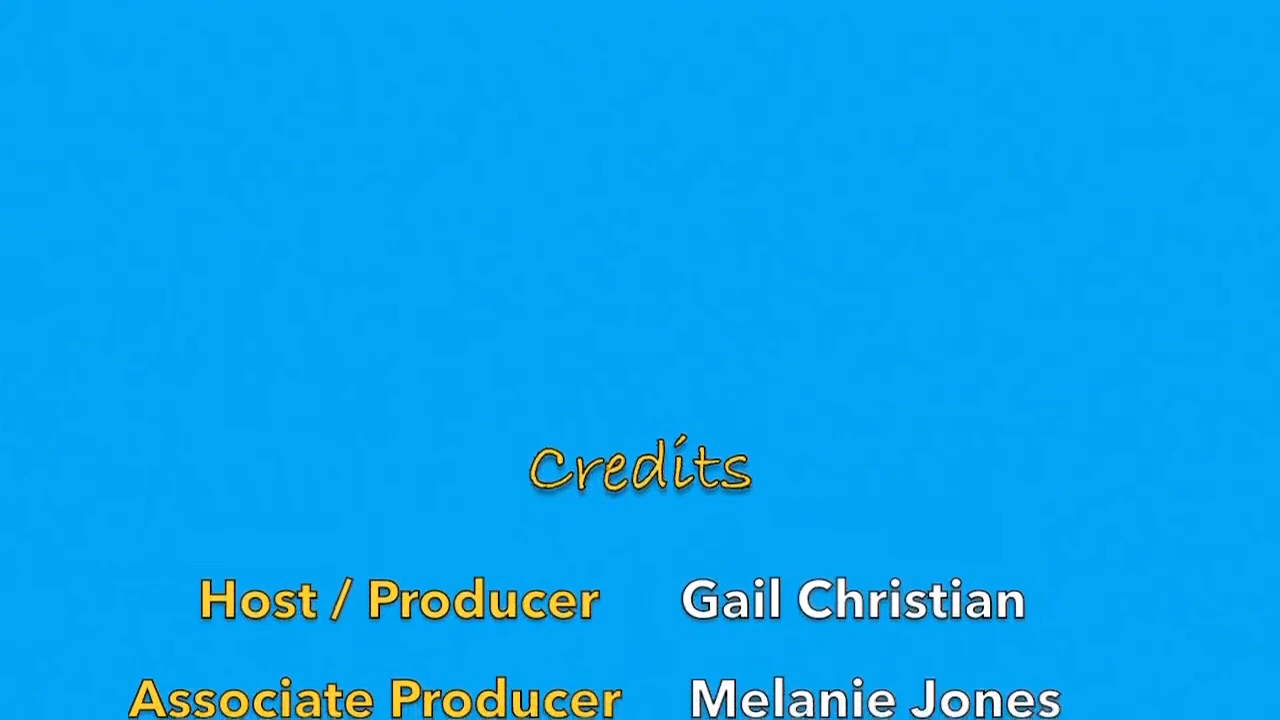 Credits
Host / Producer Gail Christian
Associate Producer Melanie Jones